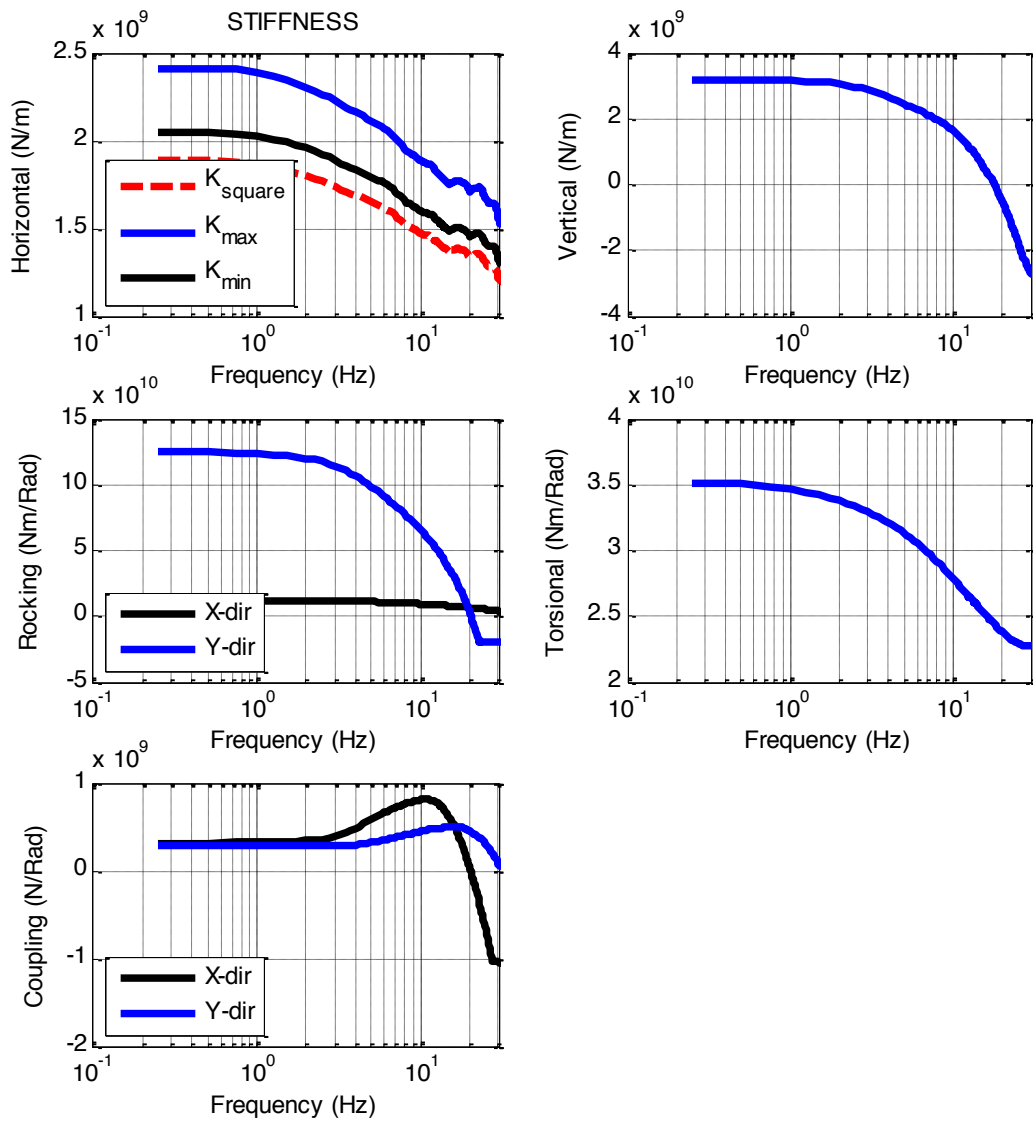 STIFFNESS
x 10^9
2.5
2
1.5
1
Horizontal (N/m)
K_square
K_max
K_min
10^-1
10^0
10^1
Frequency (Hz)
x 10^9
4
2
0
-2
-4
Vertical (N/m)
10^-1
10^0
10^1
Frequency (Hz)
x 10^10
15
10
5
0
-5
Rocking (Nm/Rad)
X-dir
Y-dir
10^-1
10^0
10^1
Frequency (Hz)
x 10^10
4
3.5
3
2.5
2
Torsional (Nm/Rad)
10^-1
10^0
10^1
Frequency (Hz)
x 10^9
1
0
-1
-2
Coupling (N/Rad)
X-dir
Y-dir
10^-1
10^0
10^1
Frequency (Hz)